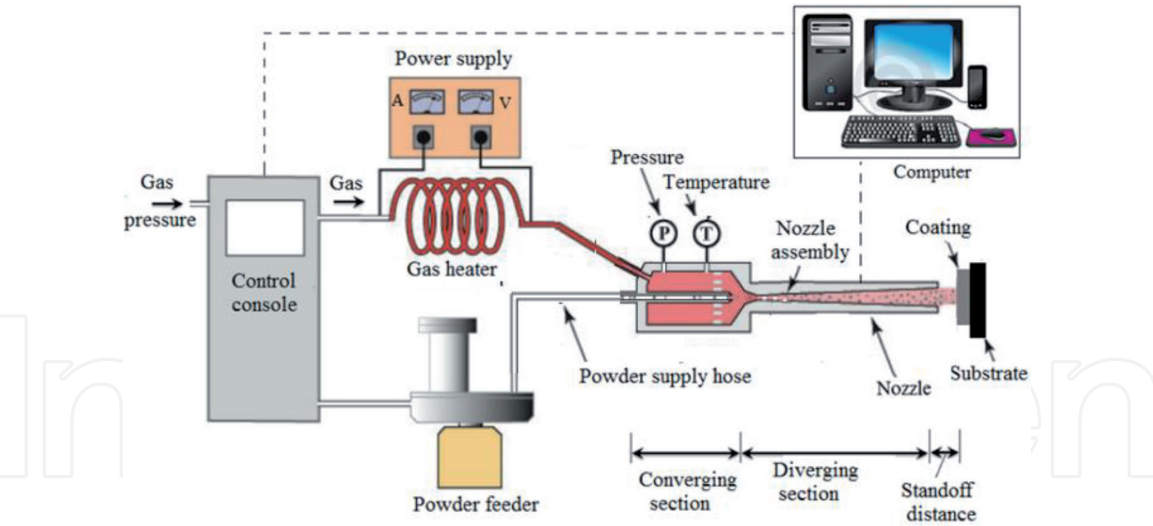 Power supply
A
V
Gas
pressure
Gas
Control
console
Gas heater
Pressure
Temperature
P
T
Nozzle
assembly
Computer
Coating
Powder supply hose
Nozzle
Substrate
Powder feeder
Converging
section
Diverging
section
Standoff
distance